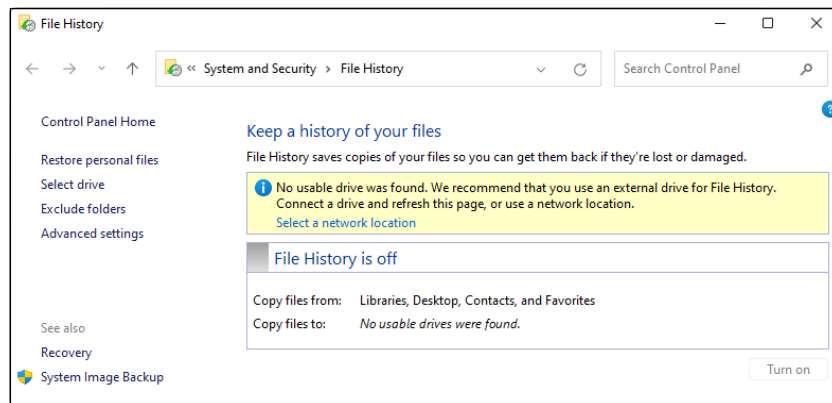 File History
« System and Security › File History
Search Control Panel
Control Panel Home
Restore personal files
Select drive
Exclude folders
Advanced settings
See also
Recovery
System Image Backup
?
Keep a history of your files
File History saves copies of your files so you can get them back if they're lost or damaged.
No usable drive was found. We recommend that you use an external drive for File History.
Connect a drive and refresh this page, or use a network location.
Select a network location
File History is off
Copy files from: Libraries, Desktop, Contacts, and Favorites
Copy files to: No usable drives were found.
Turn on